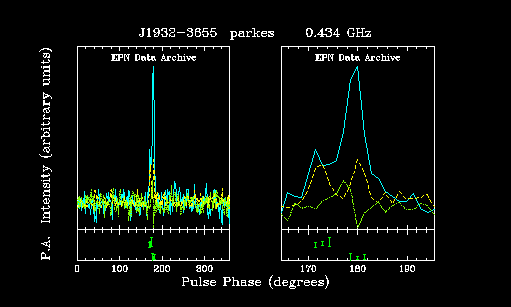 J1932-3655 parkes 0.434 GHz
EPN Data Archive EPN Data Archive
Intensity (arbitrary units)
P.A.
0 100 200 300 170 180 190
Pulse Phase (degrees)